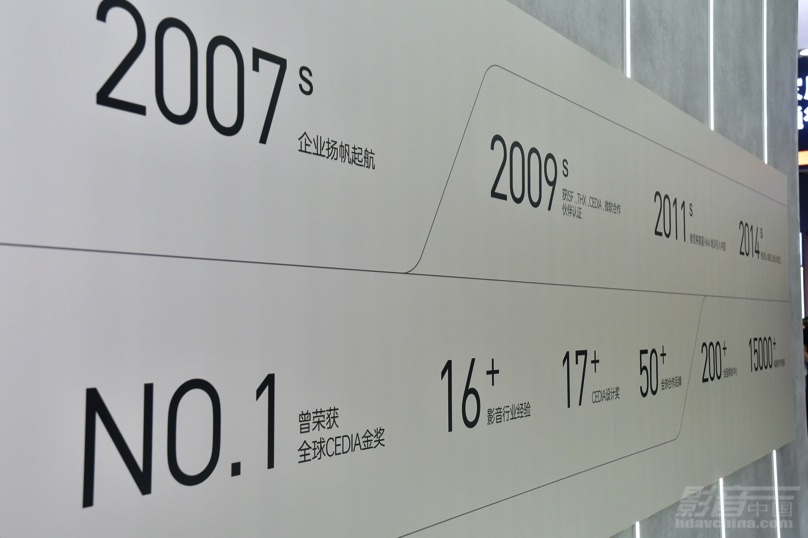 2007s
企业扬帆起航
2009s
获ISF、THX、CEDIA、微软合作
伙伴认证
2011s
2014s
NO.1
曾荣获
全球CEDIA金奖
16+
影音行业经验
17+
CEDIA设计奖
50+
全球合作品牌
200+
15000+
影音中国
hdavchina.com